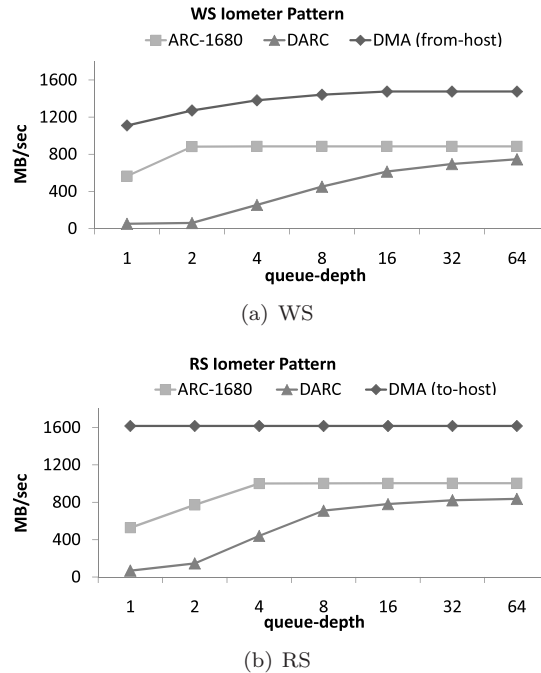 WS Iometer Pattern
ARC-1680 DARC DMA (from-host)
1600
1200
800
400
0
MB/sec
1 2 4 8 16 32 64
queue-depth
(a) WS
RS Iometer Pattern
ARC-1680 DARC DMA (to-host)
1600
1200
800
400
0
MB/sec
1 2 4 8 16 32 64
queue-depth
(b) RS